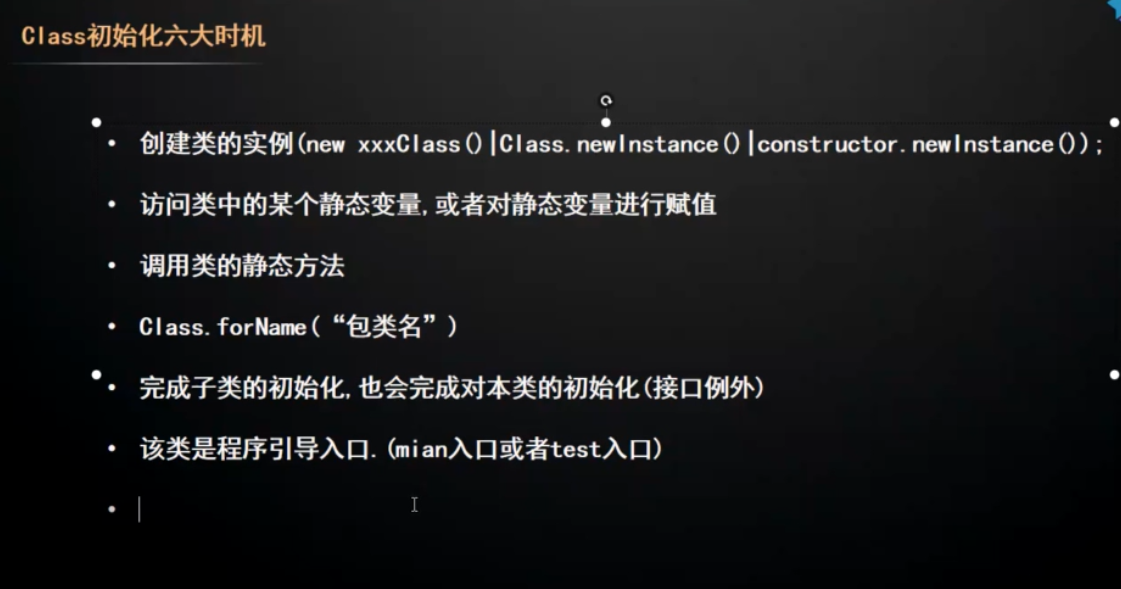 Class初始化六大时机
• 创建类的实例(new xxxClass()|Class.newInstance()|constructor.newInstance());
• 访问类中的某个静态变量,或者对静态变量进行赋值
• 调用类的静态方法
• Class.forName(“包类名”)
• 完成子类的初始化,也会完成对本类的初始化(接口例外)
• 该类是程序引导入口.(mian入口或者test入口)
•